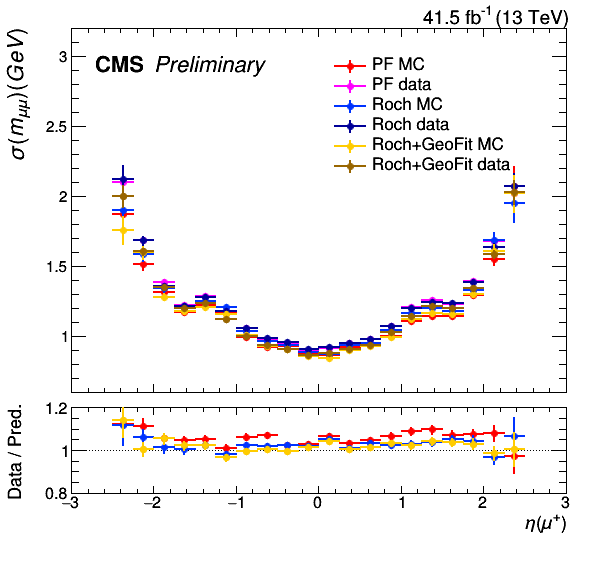 41.5 fb⁻¹ (13 TeV)
CMS Preliminary
PF MC
PF data
Roch MC
Roch data
Roch+GeoFit MC
Roch+GeoFit data
σ(m_μμ)(GeV)
3
2.5
2
1.5
1
Data / Pred.
1.2
1
0.8
−3 −2 −1 0 1 2 3
η(μ⁺)